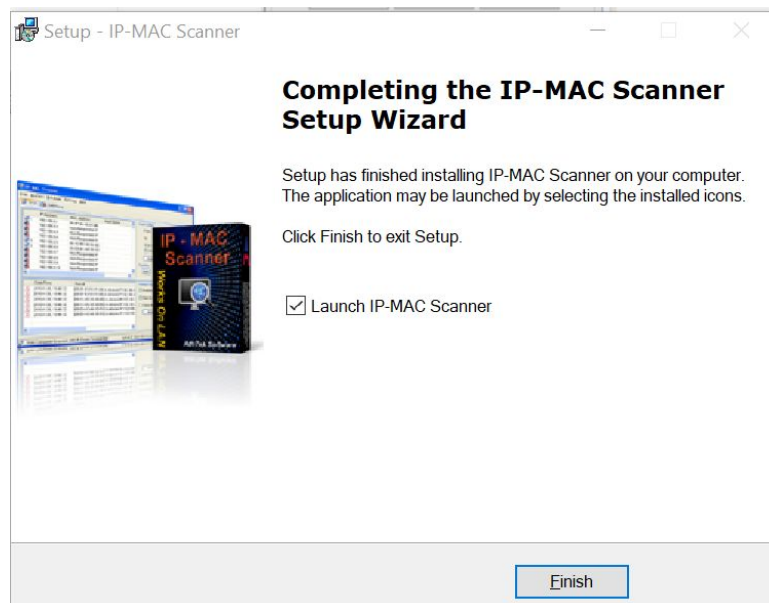 Setup - IP-MAC Scanner
Completing the IP-MAC Scanner
Setup Wizard
Setup has finished installing IP-MAC Scanner on your computer.
The application may be launched by selecting the installed icons.
Click Finish to exit Setup.
Launch IP-MAC Scanner
IP - MAC
Scanner
Works On LAN
Finish